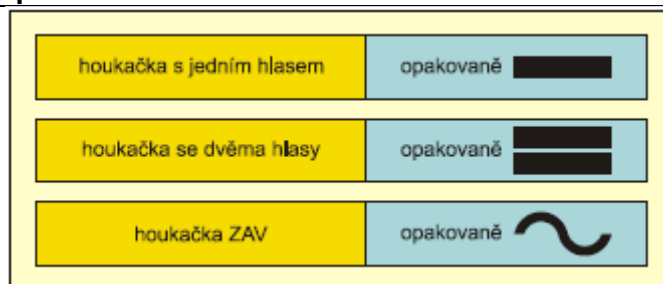 houkačka s jedním hlasem opakovaně
houkačka se dvěma hlasy opakovaně
houkačka ZAV opakovaně